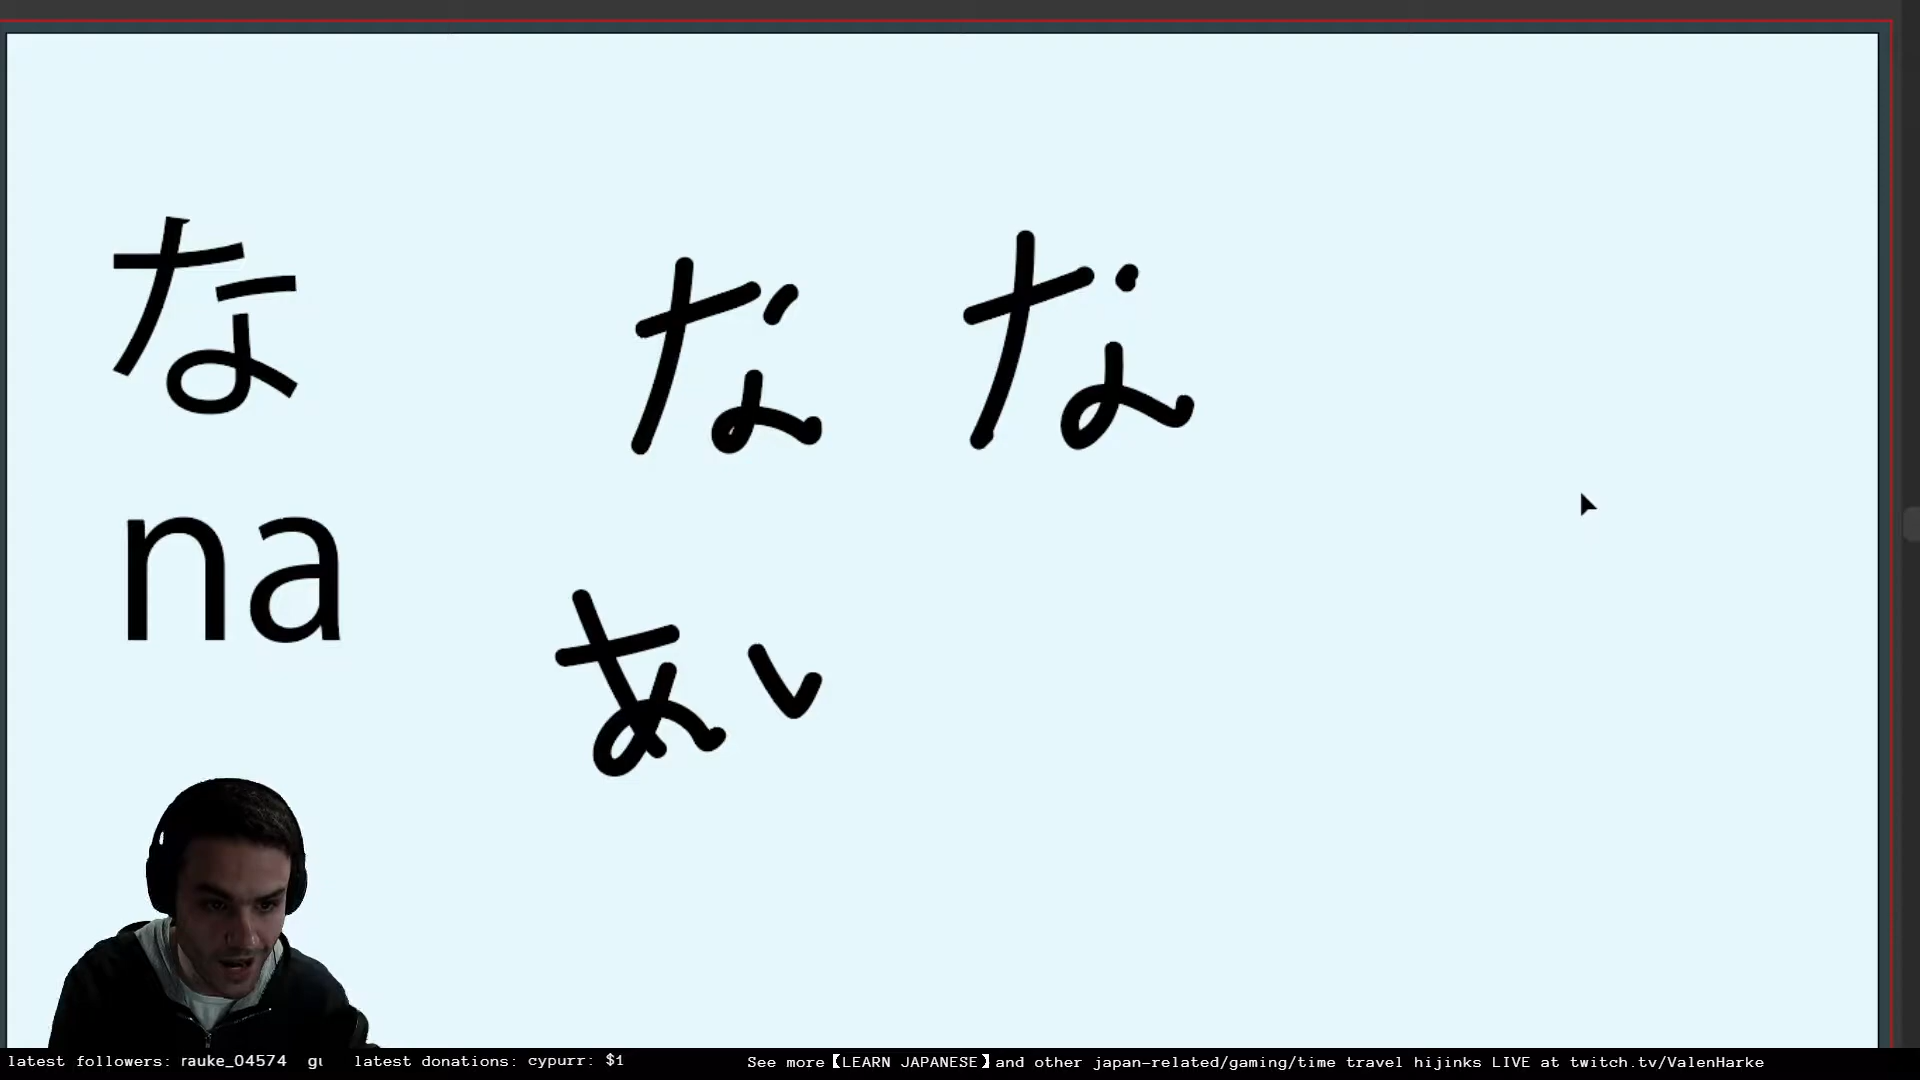 な な な
na
あ い
latest followers: rauke_04574 latest donations: cypurr: $1 See more【LEARN JAPANESE】and other japan-related/gaming/time travel hijinks LIVE at twitch.tv/ValenHarke